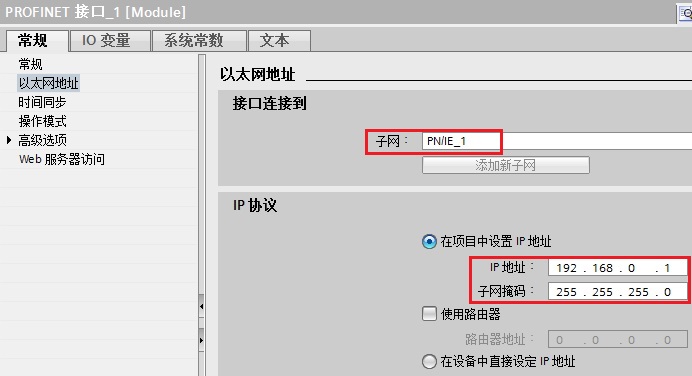 PROFINET 接口_1 [Module]
常规 IO 变量 系统常数 文本
常规
以太网地址
时间同步
操作模式
高级选项
Web 服务器访问
以太网地址
接口连接到
子网： PN/IE_1
添加新子网
IP 协议
在项目中设置 IP 地址
IP 地址： 192 . 168 . 0 . 1
子网掩码： 255 . 255 . 255 . 0
使用路由器
路由器地址： 0 . 0 . 0 . 0
在设备中直接设定 IP 地址